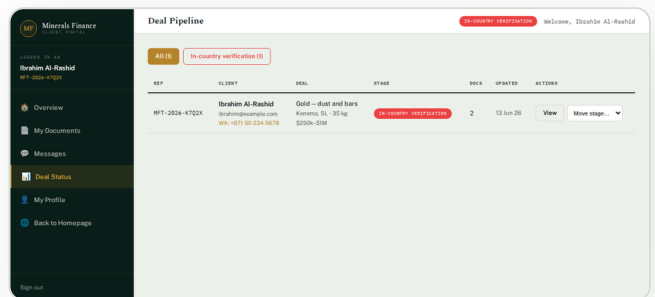 MF
Minerals Finance
CLIENT PORTAL
LOGGED IN AS
Ibrahim Al-Rashid
MFT-2026-K7Q2X
Overview
My Documents
Messages
Deal Status
My Profile
Back to Homepage
Sign out
Deal Pipeline
IN-COUNTRY VERIFICATION
Welcome, Ibrahim Al-Rashid
All (1)
In-country verification (1)
REF CLIENT DEAL STAGE DOCS UPDATED ACTIONS
MFT-2026-K7Q2X
Ibrahim Al-Rashid
ibrahim@example.com
WA: +971 50 234 5678
Gold — dust and bars
Kenema, SL · 35 kg
$250k–$1M
IN-COUNTRY VERIFICATION
2
13 Jun 26
View
Move stage...